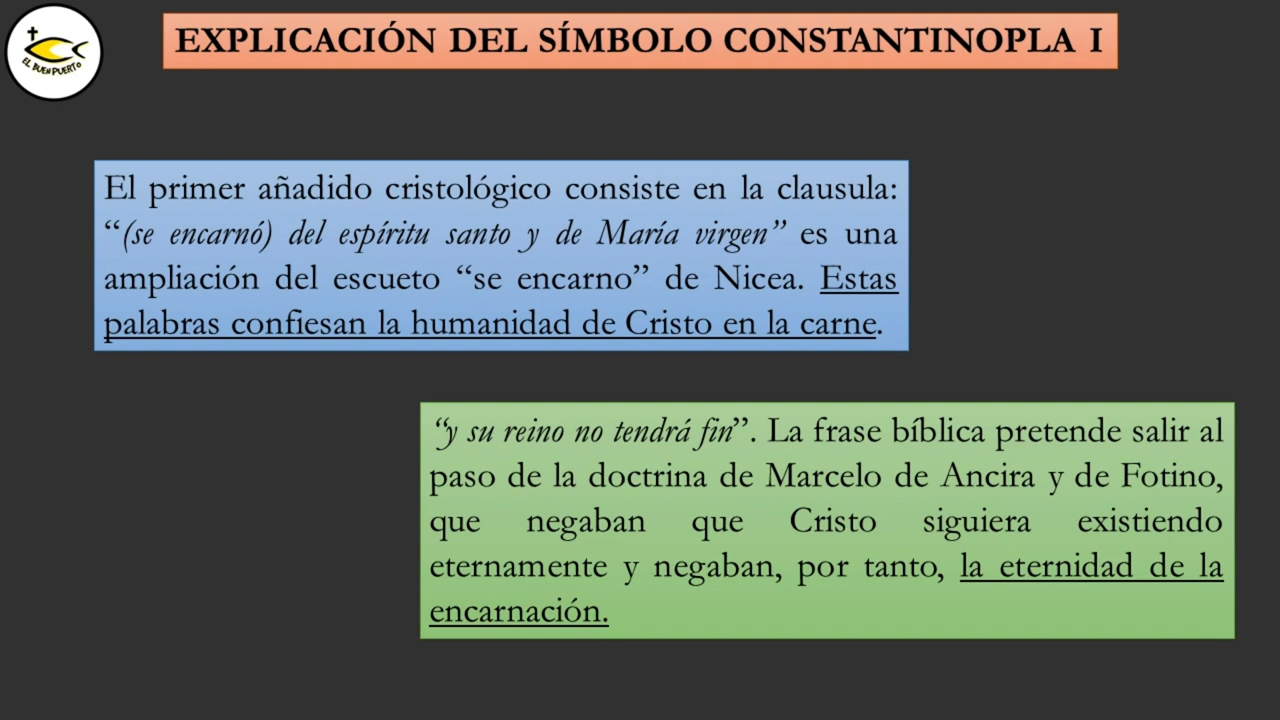 EL BUEN PUERTO
EXPLICACIÓN DEL SÍMBOLO CONSTANTINOPLA I
El primer añadido cristológico consiste en la clausula:
“(se encarnó) del espíritu santo y de María virgen” es una
ampliación del escueto “se encarno” de Nicea. Estas
palabras confiesan la humanidad de Cristo en la carne.
“y su reino no tendrá fin”. La frase bíblica pretende salir al
paso de la doctrina de Marcelo de Ancira y de Fotino,
que negaban que Cristo siguiera existiendo
eternamente y negaban, por tanto, la eternidad de la
encarnación.